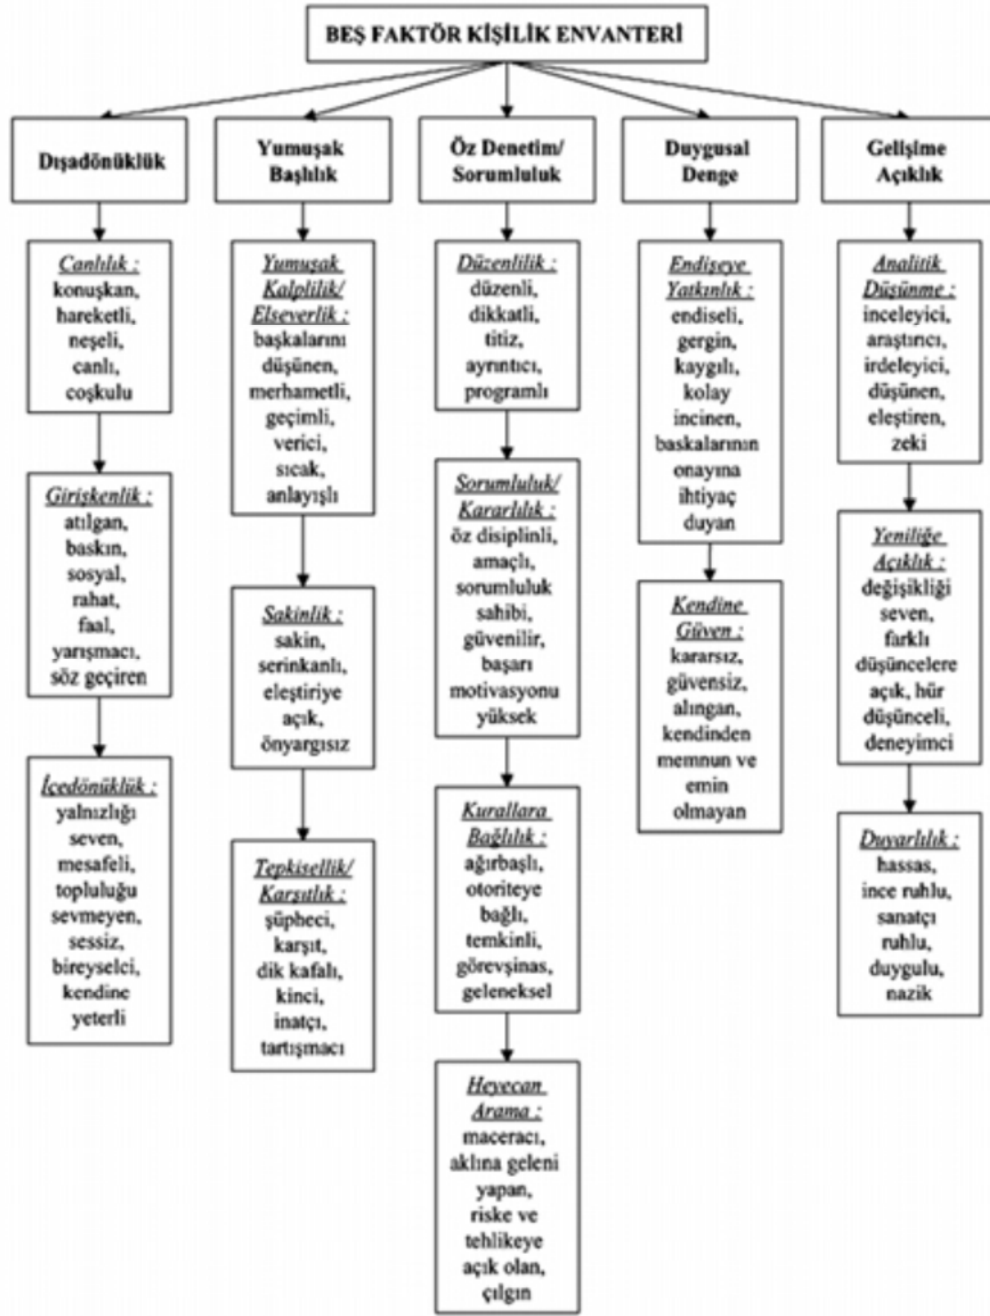 BEŞ FAKTÖR KİŞİLİK ENVANTERİ
Dışadönüklük
Canlılık :
konuşkan,
hareketli,
neşeli,
canlı,
coşkulu
Girişkenlik :
atılgan,
baskın,
sosyal,
rahat,
faal,
yarışmacı,
söz geçiren
İçedönüklük :
yalnızlığı
seven,
mesafeli,
topluluğu
sevmeyen,
sessiz,
bireyselci,
kendine
yeterli
Yumuşak
Başlılık
Yumuşak
Kalplilik/
Elseverlik :
başkalarını
düşünen,
merhametli,
geçimli,
verici,
sıcak,
anlayışlı
Sakinlik :
sakin,
serinkanlı,
eleştiriye
açık,
önyargısız
Tepkisellik/
Karşıtlık :
şüpheci,
karşıt,
dik kafalı,
kinci,
inatçı,
tartışmacı
Öz Denetim/
Sorumluluk
Düzenlilik :
düzenli,
dikkatli,
titiz,
ayrıntıcı,
programlı
Sorumluluk/
Kararlılık :
öz disiplinli,
amaçlı,
sorumluluk
sahibi,
güvenilir,
başarı
motivasyonu
yüksek
Kurallara
Bağlılık :
ağırbaşlı,
otoriteye
bağlı,
temkinli,
görevşinas,
geleneksel
Heyecan
Arama :
maceracı,
aklına geleni
yapan,
riske ve
tehlikeye
açık olan,
çılgın
Duygusal
Denge
Endişeye
Yatkınlık :
endiseli,
gergin,
kaygılı,
kolay
incinen,
baskalarının
onayına
ihtiyaç
duyan
Kendine
Güven :
kararsız,
güvensiz,
alıngan,
kendinden
memnun ve
emin
olmayan
Gelişime
Açıklık
Analitik
Düşünme :
inceleyici,
araştırıcı,
irdeleyici,
düşünen,
eleştiren,
zeki
Yeniliğe
Açıklık :
değişikliği
seven,
farklı
düşüncelere
açık, hür
düşünceli,
deneyimci
Duyarlılık :
hassas,
ince ruhlu,
sanatçı
ruhlu,
duygulu,
nazik